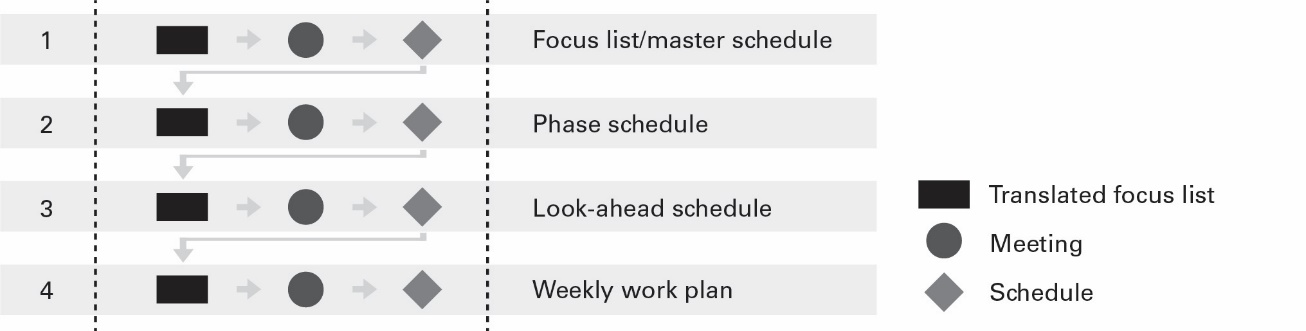 1 Focus list/master schedule
2 Phase schedule
3 Look-ahead schedule
4 Weekly work plan
Translated focus list
Meeting
Schedule